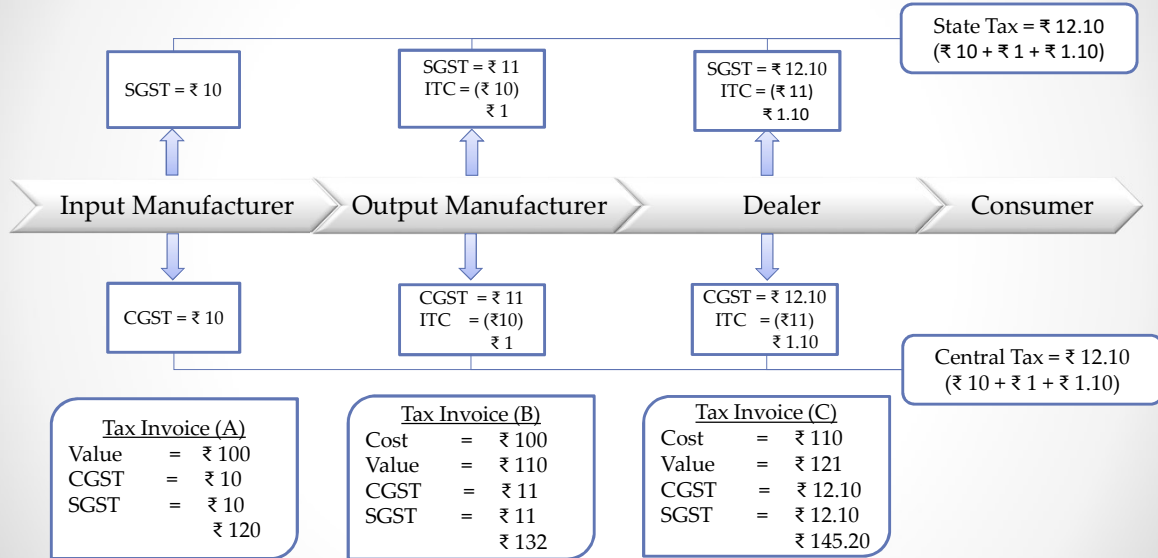 State Tax = ₹ 12.10
(₹ 10 + ₹ 1 + ₹ 1.10)
SGST = ₹ 10
SGST = ₹ 11
ITC = (₹ 10)
₹ 1
SGST = ₹ 12.10
ITC = (₹ 11)
₹ 1.10
Input Manufacturer
Output Manufacturer
Dealer
Consumer
CGST = ₹ 10
CGST = ₹ 11
ITC = (₹10)
₹ 1
CGST = ₹ 12.10
ITC = (₹11)
₹ 1.10
Central Tax = ₹ 12.10
(₹ 10 + ₹ 1 + ₹ 1.10)
Tax Invoice (A)
Value = ₹ 100
CGST = ₹ 10
SGST = ₹ 10
₹ 120
Tax Invoice (B)
Cost = ₹ 100
Value = ₹ 110
CGST = ₹ 11
SGST = ₹ 11
₹ 132
Tax Invoice (C)
Cost = ₹ 110
Value = ₹ 121
CGST = ₹ 12.10
SGST = ₹ 12.10
₹ 145.20